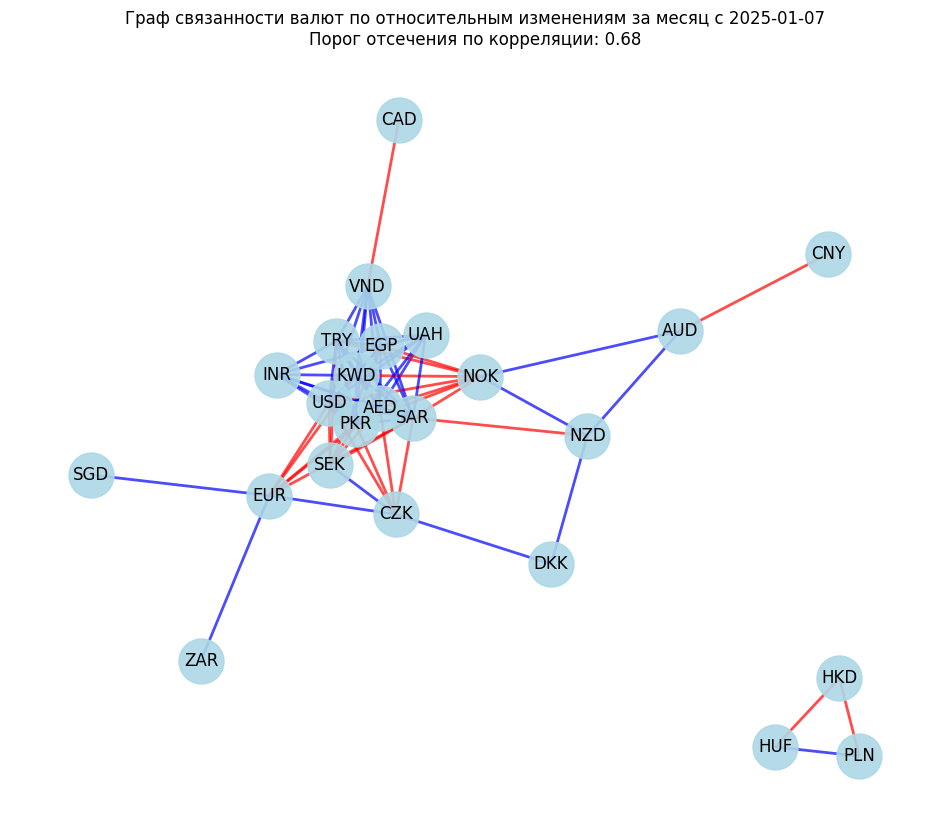 Граф связанности валют по относительным изменениям за месяц с 2025-01-07
Порог отсечения по корреляции: 0.68
CAD
CNY
VND
AUD
UAH
TRY
EGP
INR
KWD
NOK
USD
AED
SAR
PKR
NZD
SEK
SGD
EUR
CZK
DKK
ZAR
HKD
HUF
PLN